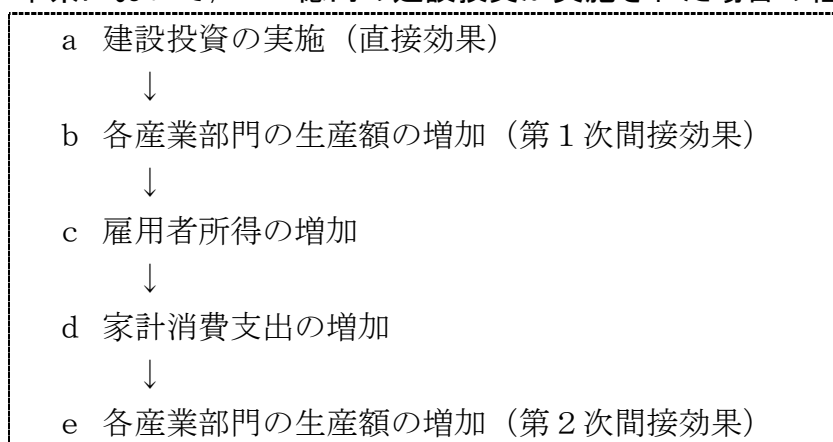 a 建設投資の実施（直接効果）
↓
b 各産業部門の生産額の増加（第１次間接効果）
↓
c 雇用者所得の増加
↓
d 家計消費支出の増加
↓
e 各産業部門の生産額の増加（第２次間接効果）